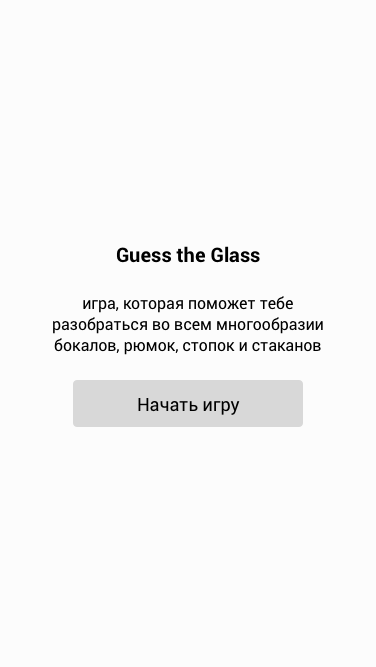 Guess the Glass
игра, которая поможет тебе
разобраться во всем многообразии
бокалов, рюмок, стопок и стаканов
Начать игру